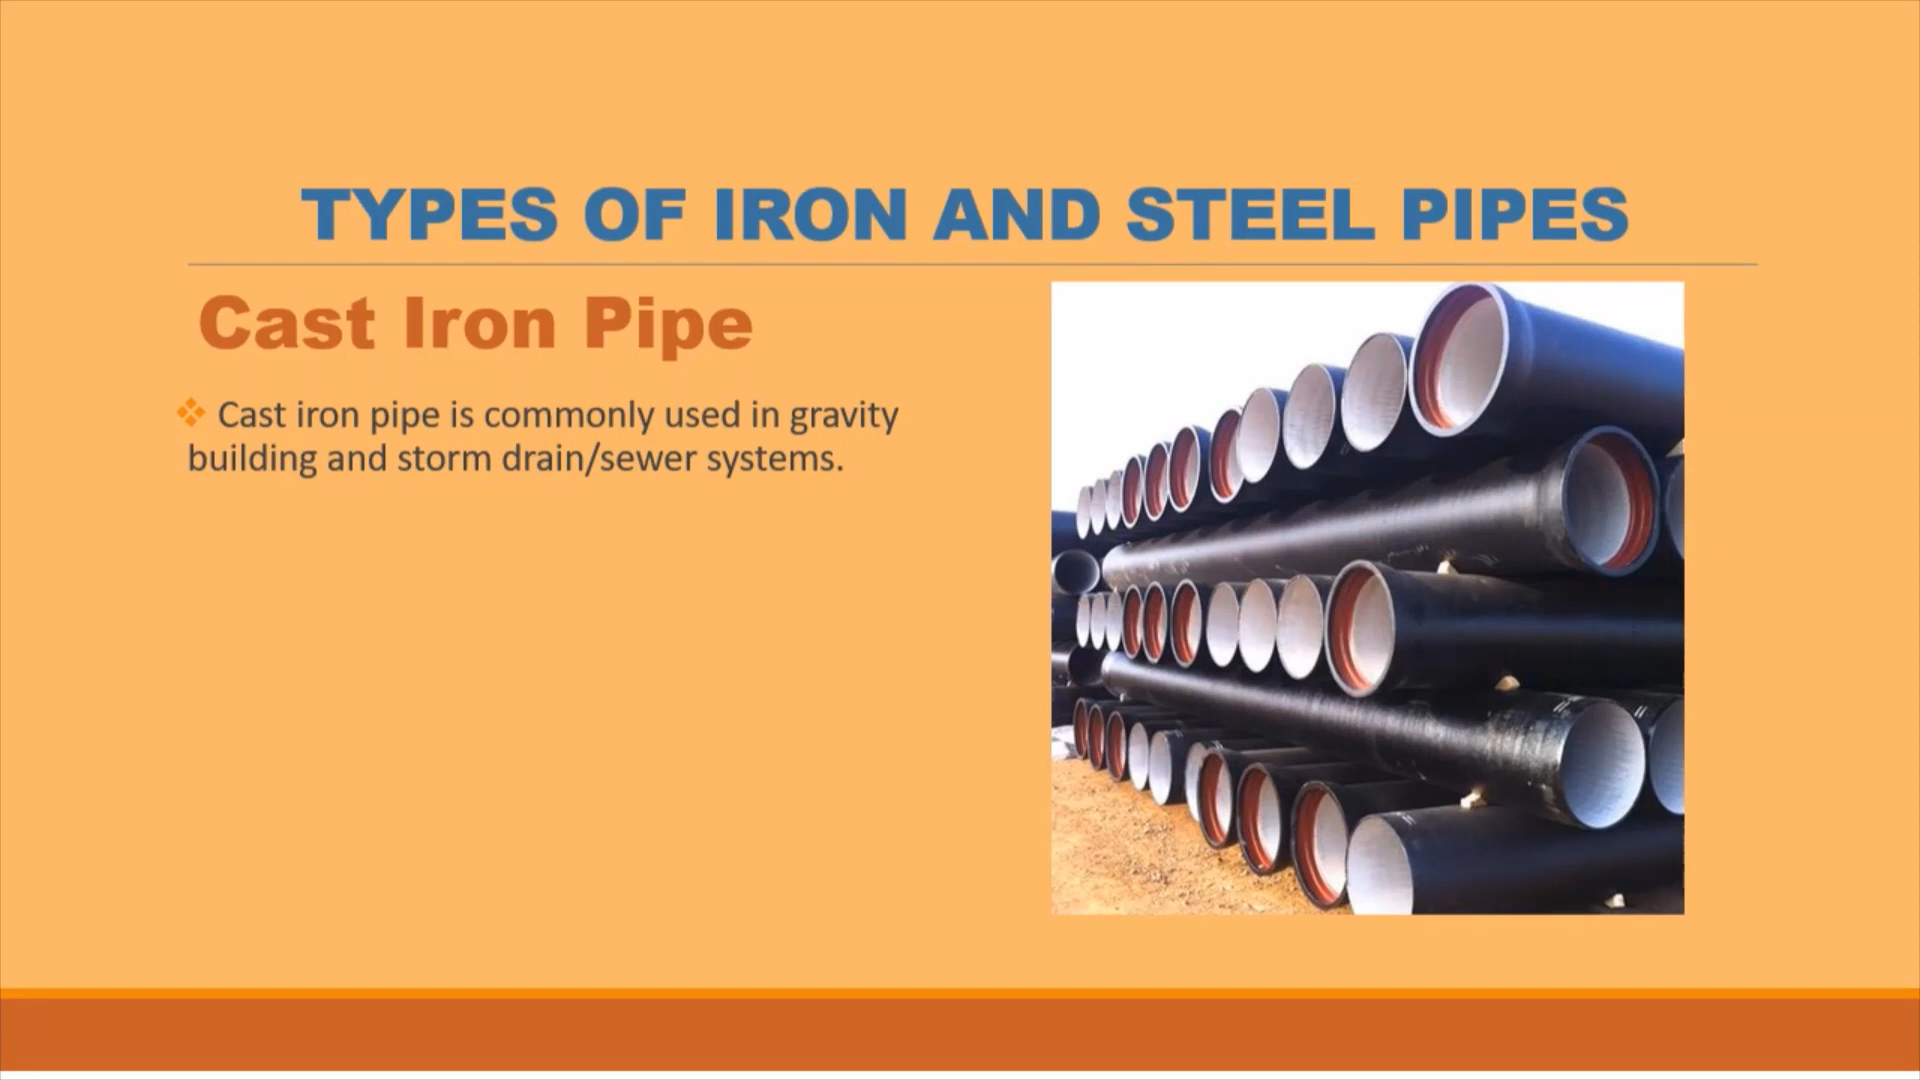 TYPES OF IRON AND STEEL PIPES
Cast Iron Pipe
Cast iron pipe is commonly used in gravity
building and storm drain/sewer systems.